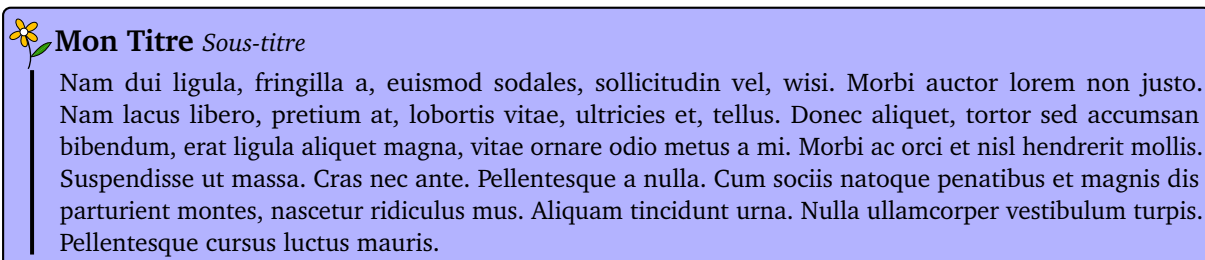 Mon Titre Sous-titre
Nam dui ligula, fringilla a, euismod sodales, sollicitudin vel, wisi. Morbi auctor lorem non justo.
Nam lacus libero, pretium at, lobortis vitae, ultricies et, tellus. Donec aliquet, tortor sed accumsan
bibendum, erat ligula aliquet magna, vitae ornare odio metus a mi. Morbi ac orci et nisl hendrerit mollis.
Suspendisse ut massa. Cras nec ante. Pellentesque a nulla. Cum sociis natoque penatibus et magnis dis
parturient montes, nascetur ridiculus mus. Aliquam tincidunt urna. Nulla ullamcorper vestibulum turpis.
Pellentesque cursus luctus mauris.